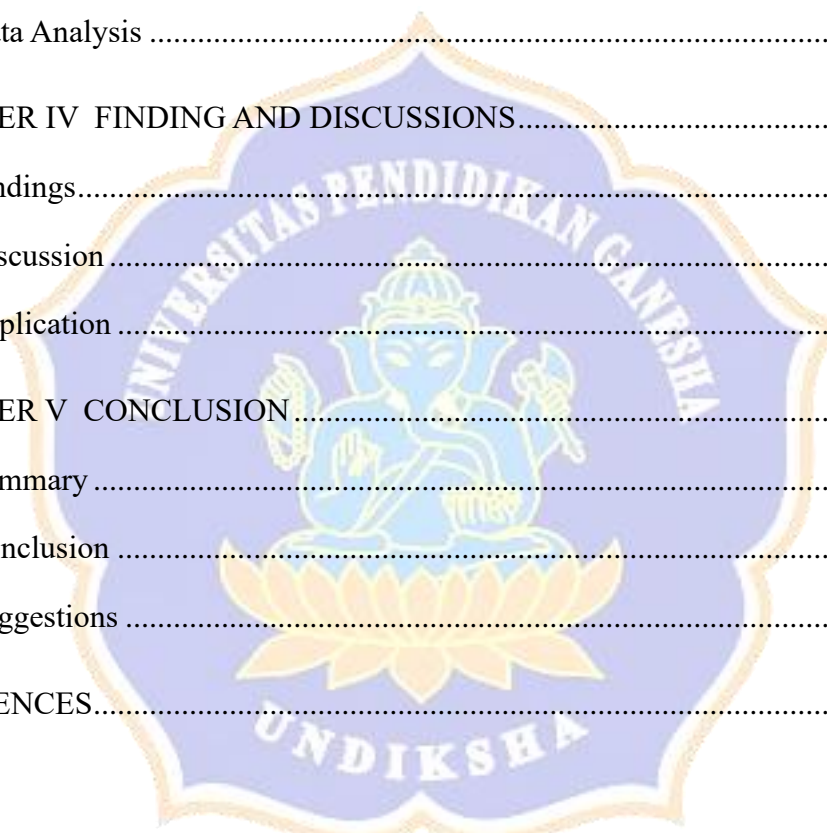 ta Analysis ..........................................................................................
ER IV  FINDING AND DISCUSSIONS.......................................
ndings...................................................................................................
scussion ...............................................................................................
plication ..............................................................................................
ER V  CONCLUSION...................................................................
mmary ................................................................................................
nclusion ..............................................................................................
ggestions .............................................................................................
ENCES............................................................................................
UNIVERSITAS PENDIDIKAN GANESHA
UNDIKSHA